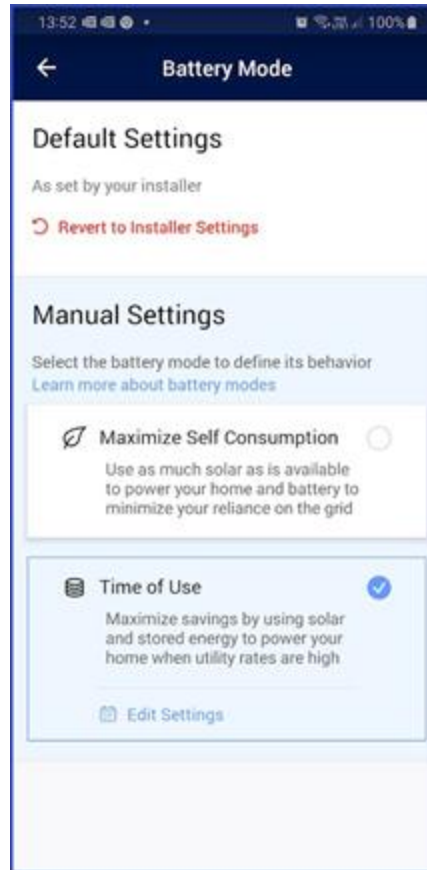 13:52
100%
Battery Mode
Default Settings
As set by your installer
Revert to Installer Settings
Manual Settings
Select the battery mode to define its behavior
Learn more about battery modes
Maximize Self Consumption
Use as much solar as is available
to power your home and battery to
minimize your reliance on the grid
Time of Use
Maximize savings by using solar
and stored energy to power your
home when utility rates are high
Edit Settings